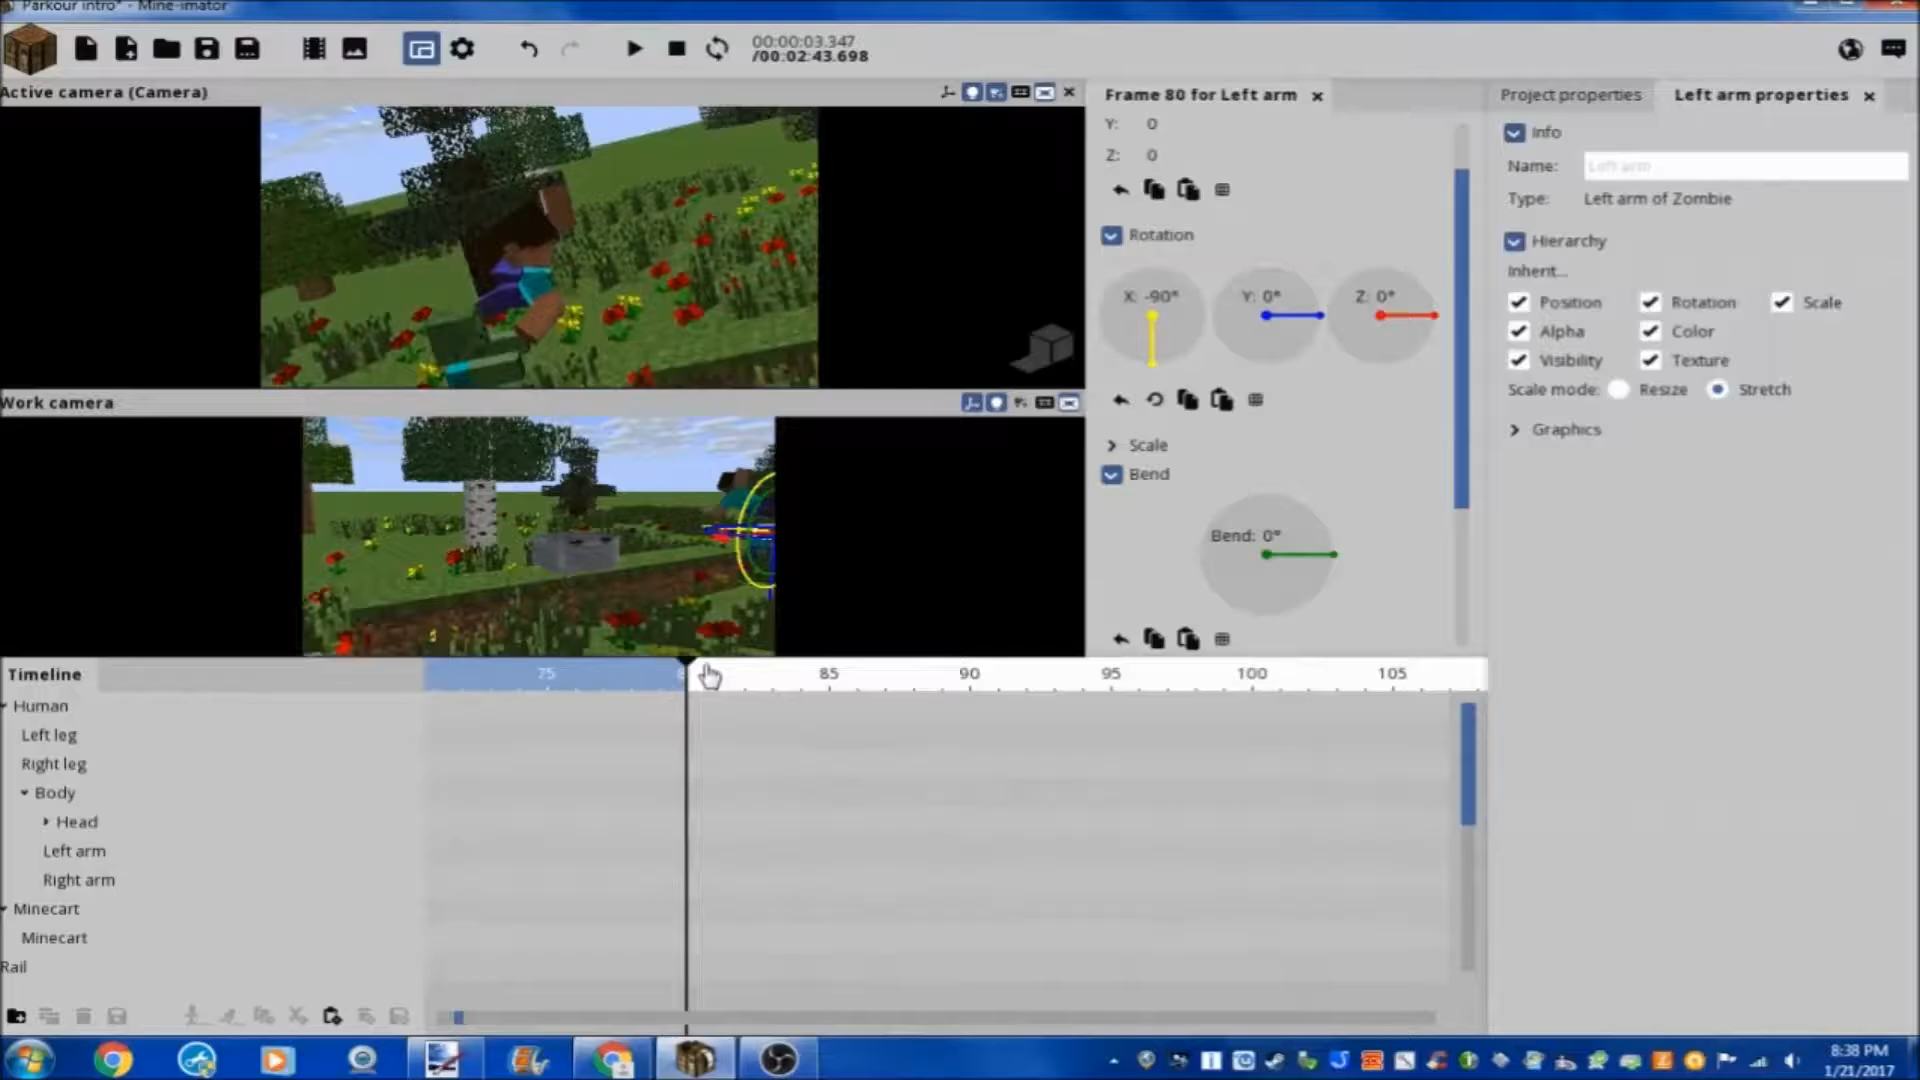 Parkour intro* - Mine-imator
00:00:03.347
/00:02:43.698
Active camera (Camera)
Work camera
Frame 80 for Left arm
Y: 0
Z: 0
Rotation
X: -90° Y: 0° Z: 0°
Scale
Bend
Bend: 0°
Project properties Left arm properties
Info
Name: Left arm
Type: Left arm of Zombie
Hierarchy
Inherit...
Position Rotation Scale
Alpha Color
Visibility Texture
Scale mode: Resize Stretch
Graphics
Timeline
75 85 90 95 100 105
Human
Left leg
Right leg
Body
Head
Left arm
Right arm
Minecart
Minecart
Rail
8:38 PM
1/21/2017